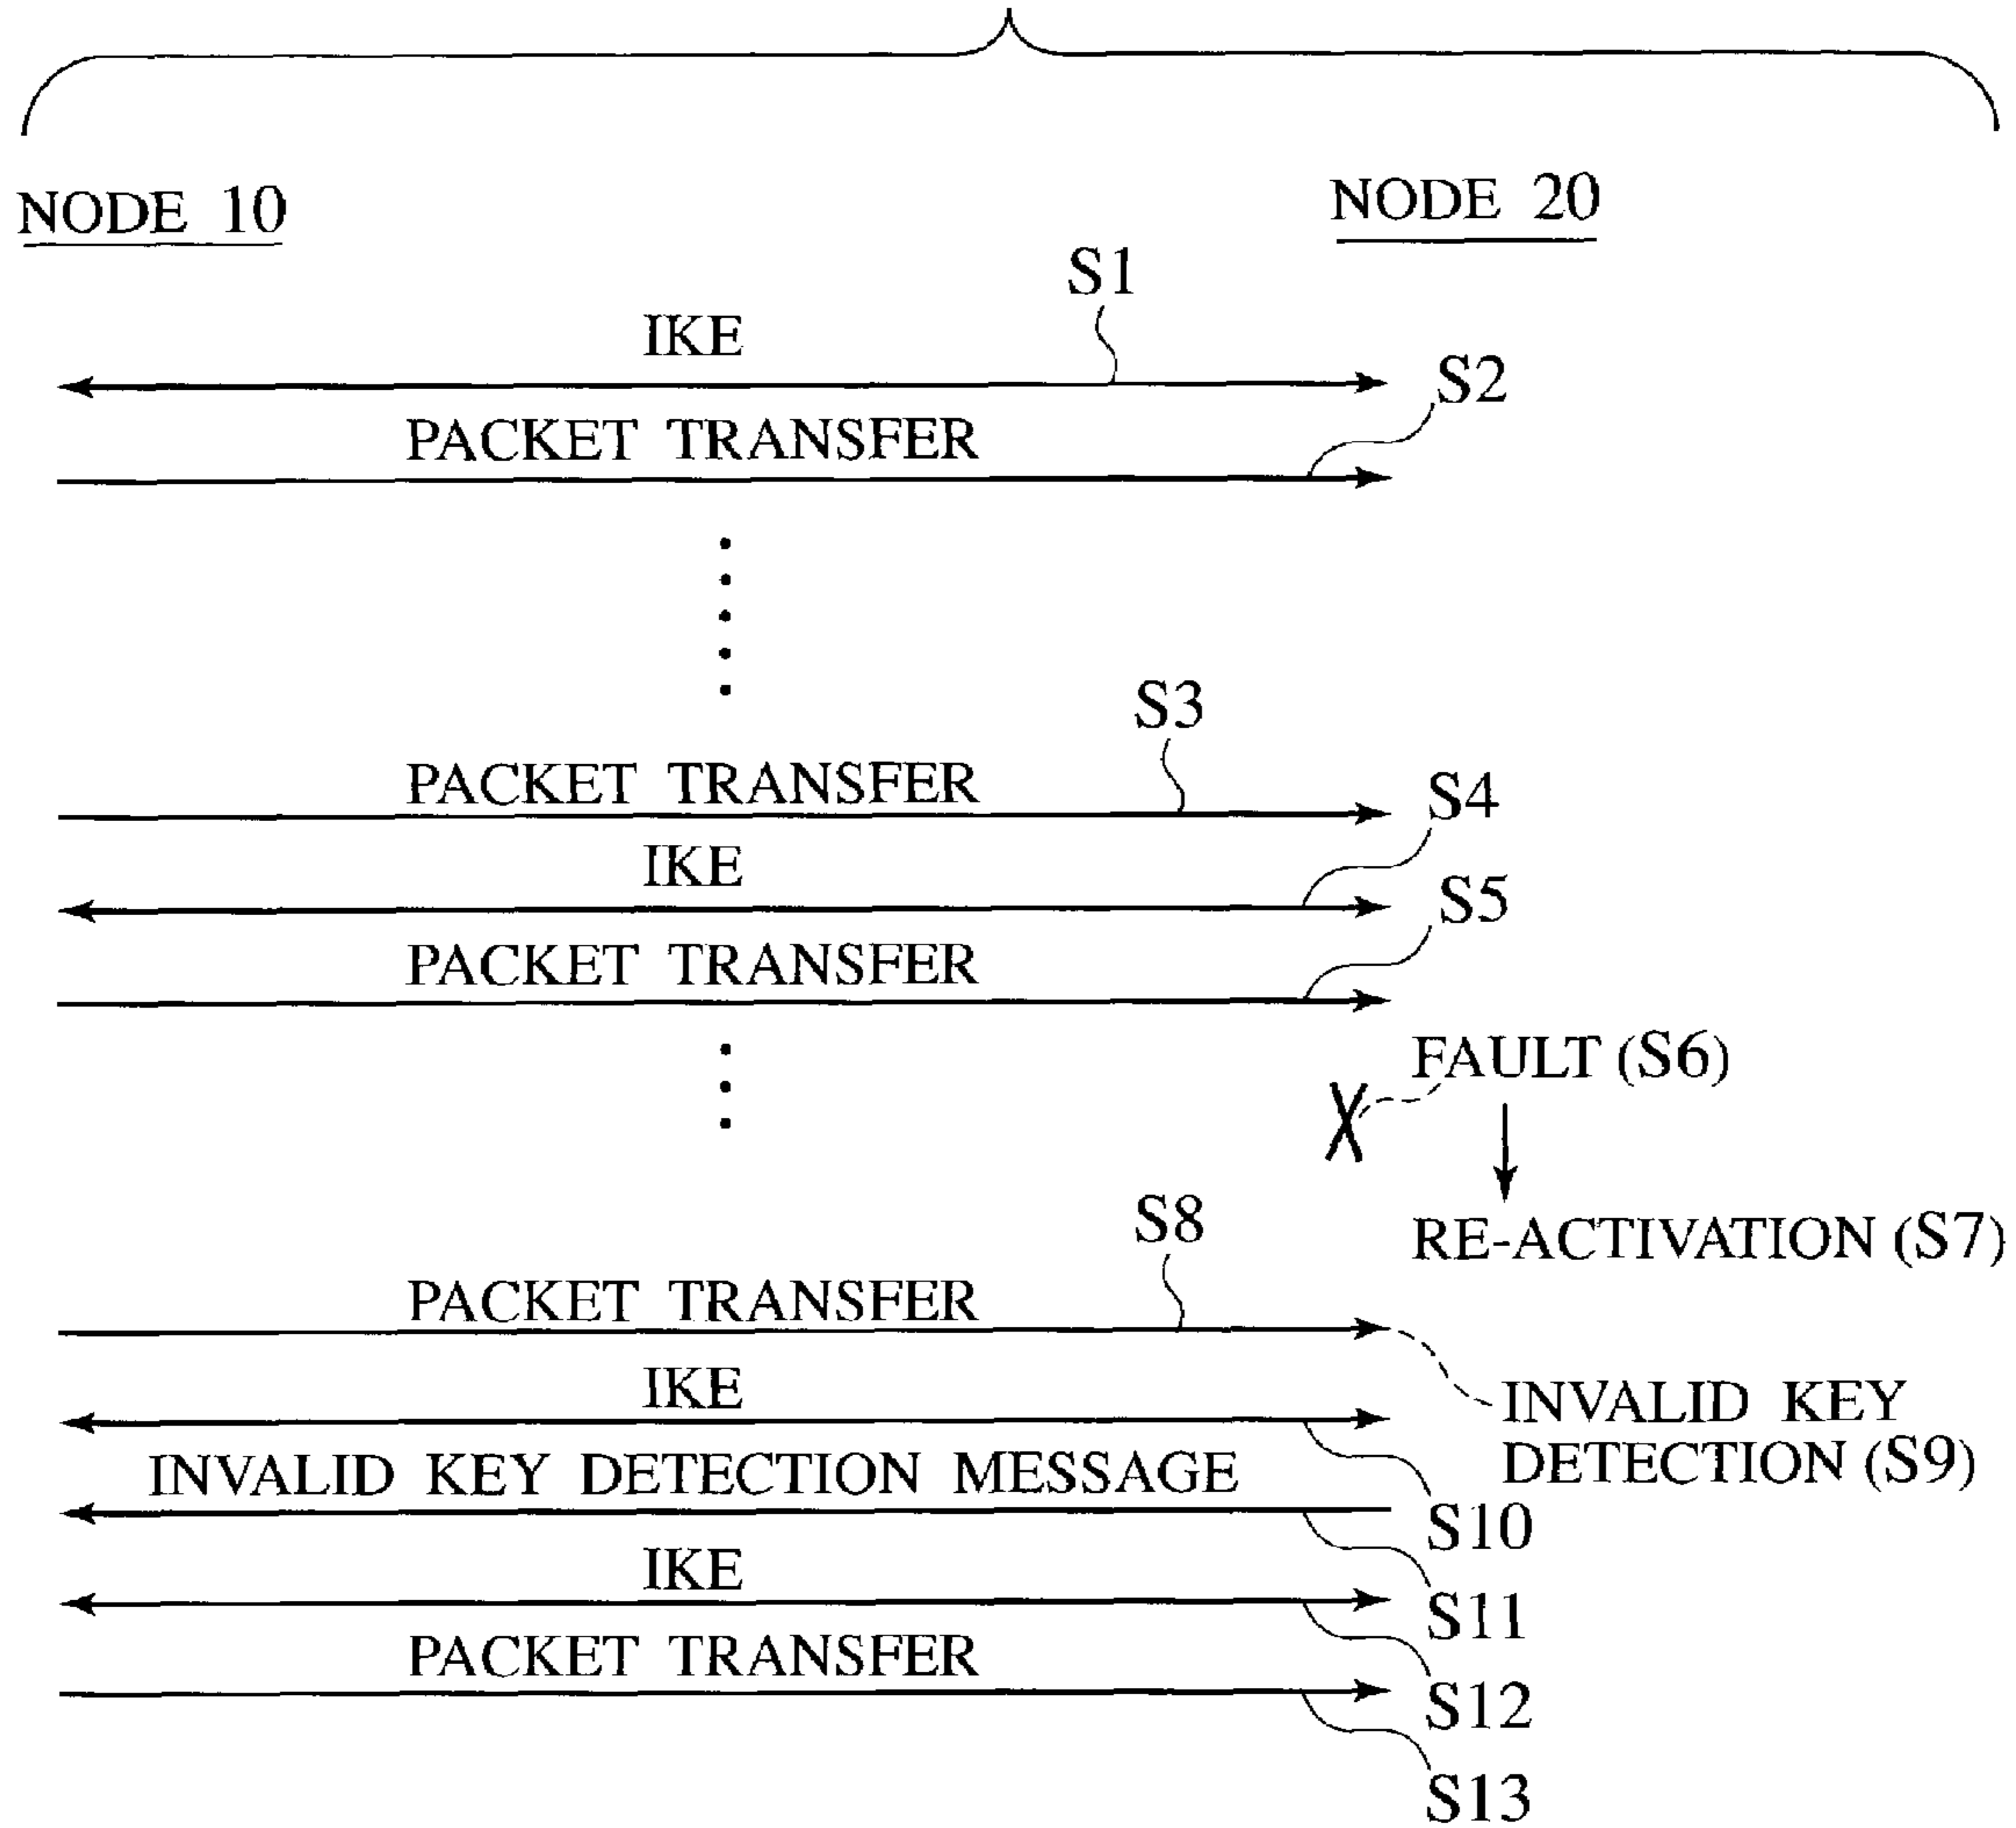 NODE 10
NODE 20
S1
IKE
S2
PACKET TRANSFER
S3
PACKET TRANSFER
S4
IKE
S5
PACKET TRANSFER
FAULT (S6)
RE-ACTIVATION (S7)
S8
PACKET TRANSFER
IKE
INVALID KEY
DETECTION (S9)
INVALID KEY DETECTION MESSAGE
S10
IKE
S11
PACKET TRANSFER
S12
S13